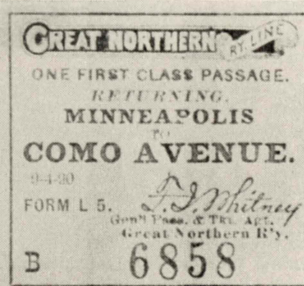 GREAT NORTHERN RY. LINE
ONE FIRST CLASS PASSAGE.
RETURNING.
MINNEAPOLIS
TO
COMO AVENUE.
9-4-90
FORM L 5. F. I. Whitney
Gen'l Pass. & Tkt. Agt.
Great Northern R'y.
B 6858